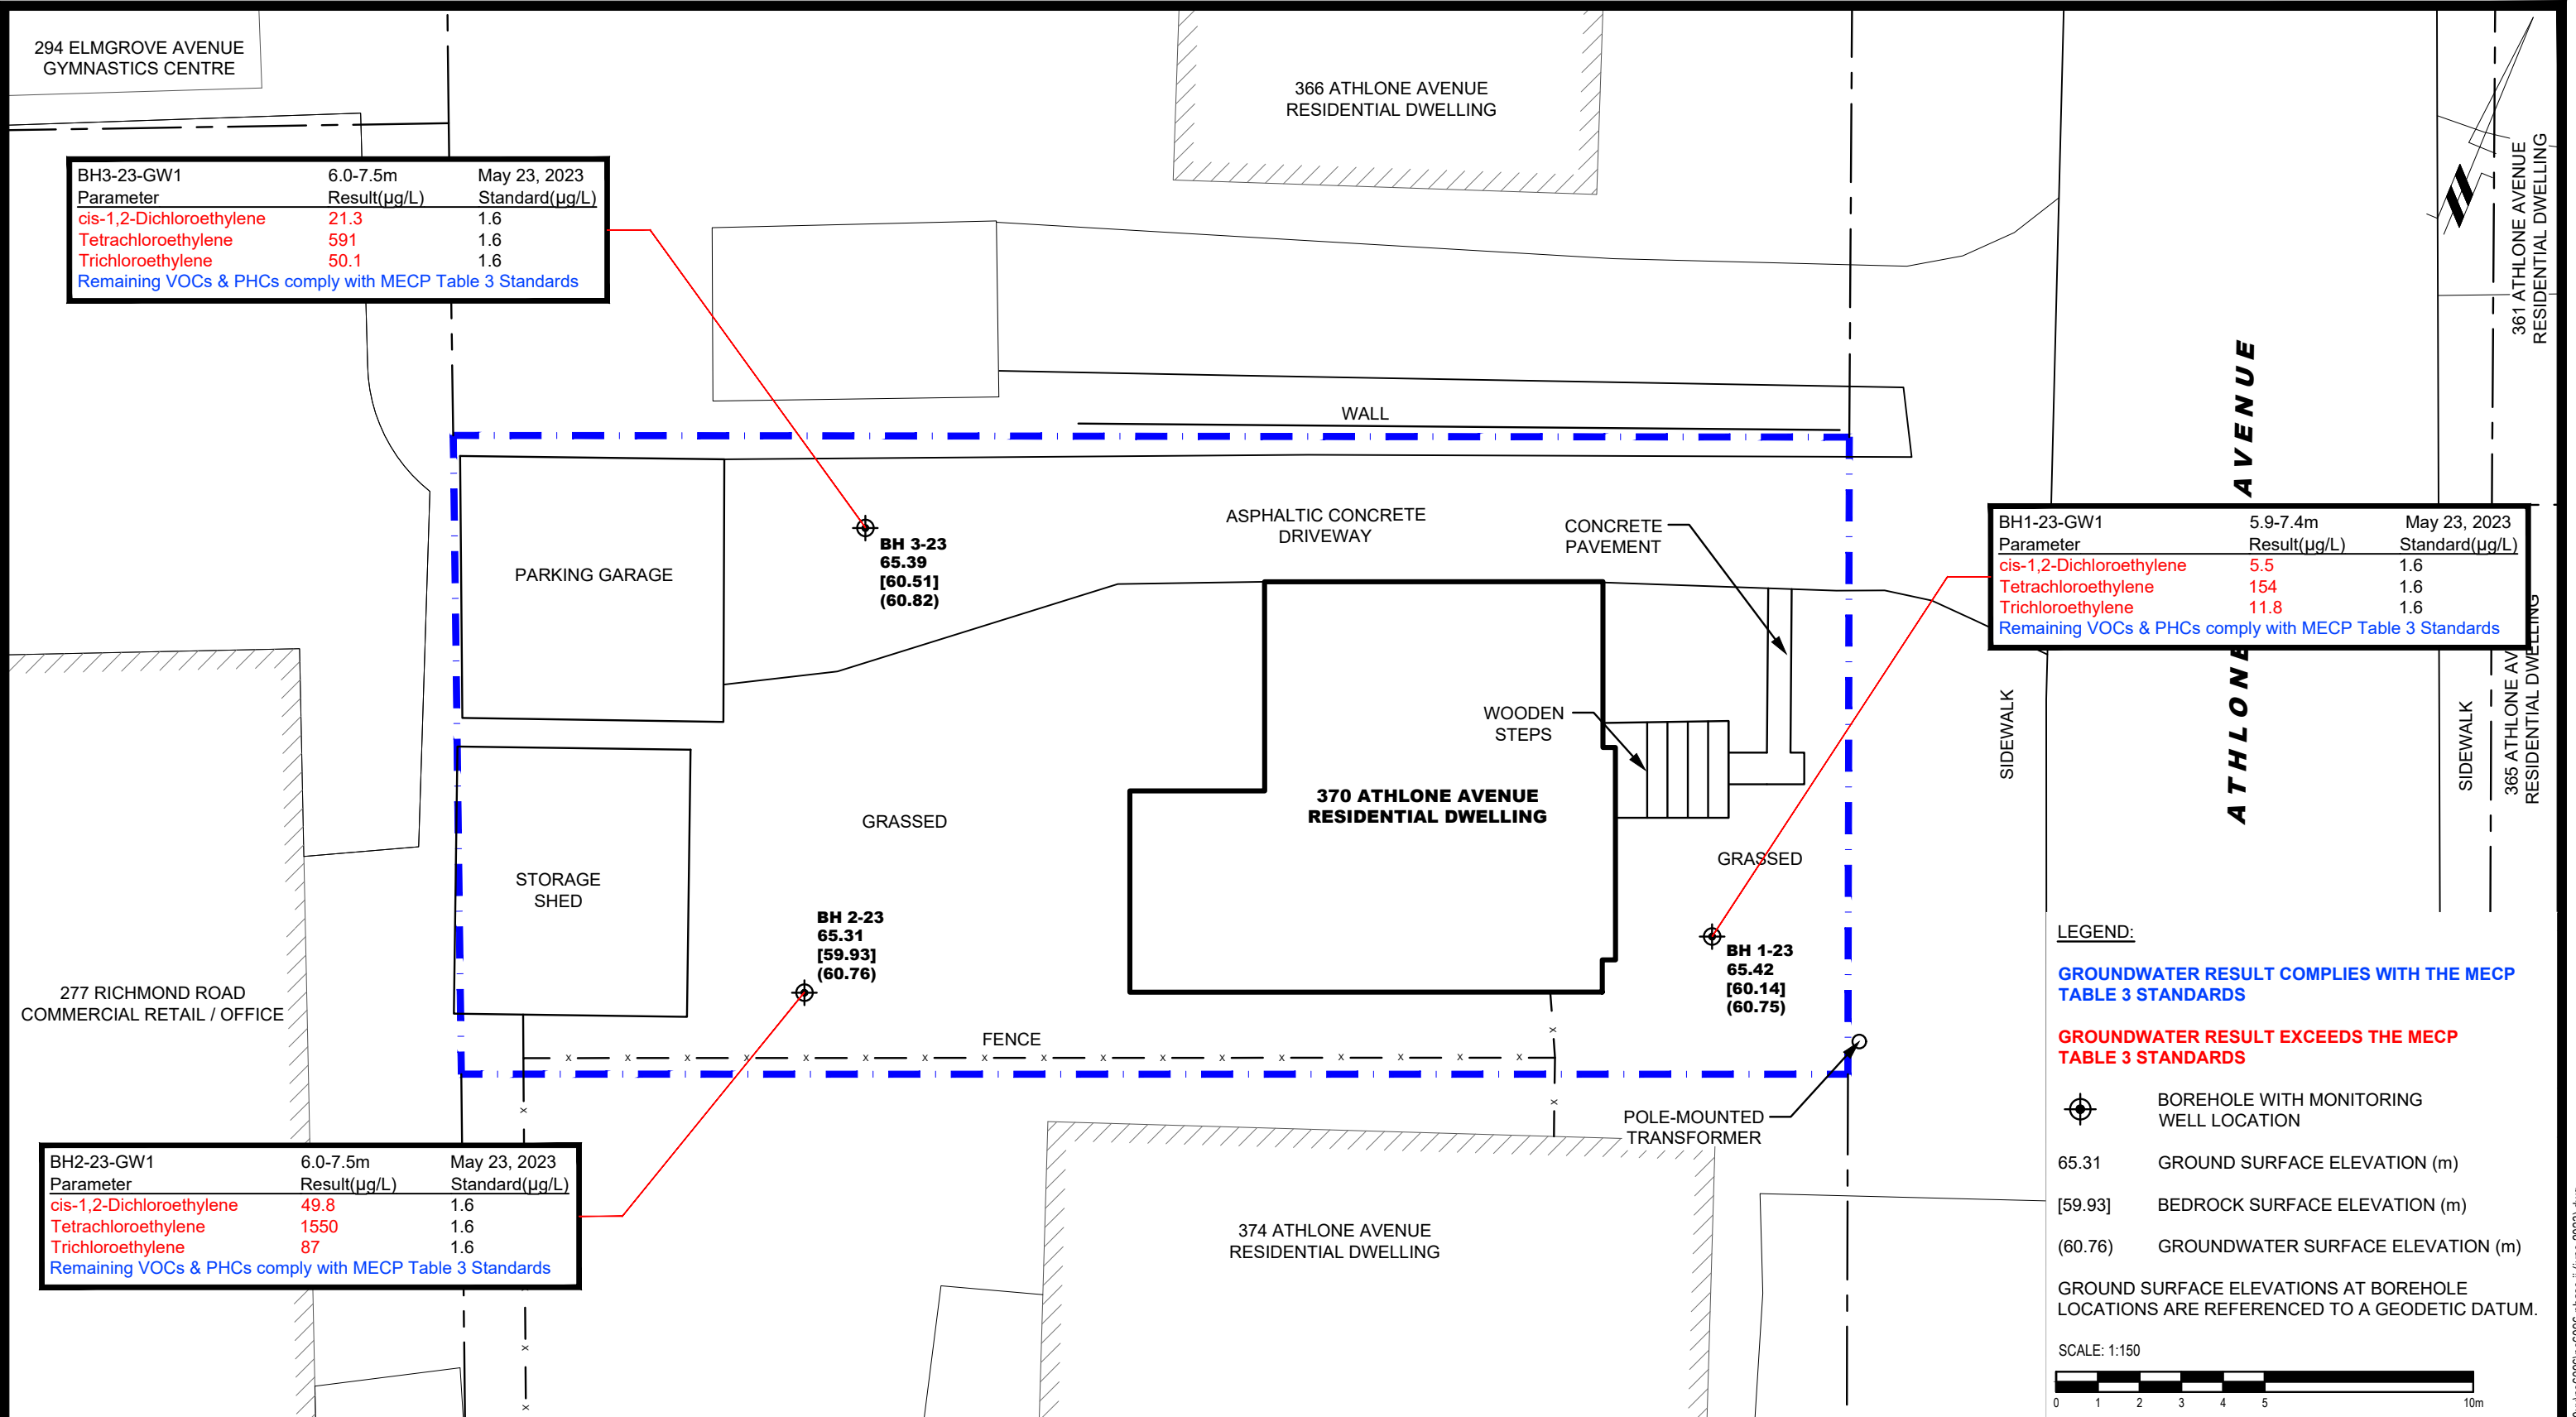 294 ELMGROVE AVENUE
GYMNASTICS CENTRE
366 ATHLONE AVENUE
RESIDENTIAL DWELLING
361 ATHLONE AVENUE
RESIDENTIAL DWELLING
BH3-23-GW1 6.0-7.5m May 23, 2023
Parameter Result(µg/L) Standard(µg/L)
cis-1,2-Dichloroethylene 21.3 1.6
Tetrachloroethylene 591 1.6
Trichloroethylene 50.1 1.6
Remaining VOCs & PHCs comply with MECP Table 3 Standards
WALL
ATHLONE AVENUE
ASPHALTIC CONCRETE
DRIVEWAY
CONCRETE
PAVEMENT
BH 3-23
65.39
[60.51]
(60.82)
PARKING GARAGE
BH1-23-GW1 5.9-7.4m May 23, 2023
Parameter Result(µg/L) Standard(µg/L)
cis-1,2-Dichloroethylene 5.5 1.6
Tetrachloroethylene 154 1.6
Trichloroethylene 11.8 1.6
Remaining VOCs & PHCs comply with MECP Table 3 Standards
WOODEN
STEPS
SIDEWALK
SIDEWALK
365 ATHLONE
RESIDENTIAL DWELLING
370 ATHLONE AVENUE
RESIDENTIAL DWELLING
GRASSED
GRASSED
STORAGE
SHED
BH 2-23
65.31
[59.93]
(60.76)
BH 1-23
65.42
[60.14]
(60.75)
277 RICHMOND ROAD
COMMERCIAL RETAIL / OFFICE
FENCE
POLE-MOUNTED
TRANSFORMER
BH2-23-GW1 6.0-7.5m May 23, 2023
Parameter Result(µg/L) Standard(µg/L)
cis-1,2-Dichloroethylene 49.8 1.6
Tetrachloroethylene 1550 1.6
Trichloroethylene 87 1.6
Remaining VOCs & PHCs comply with MECP Table 3 Standards
374 ATHLONE AVENUE
RESIDENTIAL DWELLING
LEGEND:
GROUNDWATER RESULT COMPLIES WITH THE MECP
TABLE 3 STANDARDS
GROUNDWATER RESULT EXCEEDS THE MECP
TABLE 3 STANDARDS
BOREHOLE WITH MONITORING
WELL LOCATION
65.31 GROUND SURFACE ELEVATION (m)
[59.93] BEDROCK SURFACE ELEVATION (m)
(60.76) GROUNDWATER SURFACE ELEVATION (m)
GROUND SURFACE ELEVATIONS AT BOREHOLE
LOCATIONS ARE REFERENCED TO A GEODETIC DATUM.
SCALE: 1:150
0 1 2 3 4 5 10m